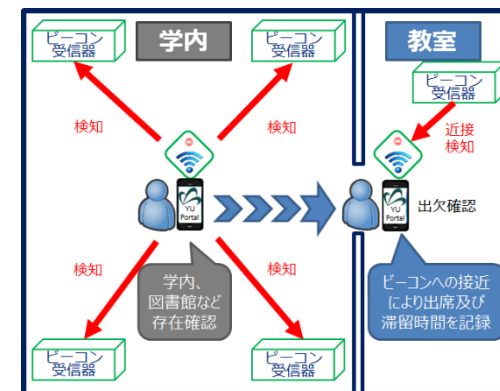 ビーコン
受信器
学内
ビーコン
受信器
教室
ビーコン
受信器
検知
検知
近接
検知
YU
Portal
YU
Portal
出欠確認
検知
検知
学内、
図書館など
存在確認
ビーコンへの接近
により出席及び
滞留時間を記録
ビーコン
受信器
ビーコン
受信器